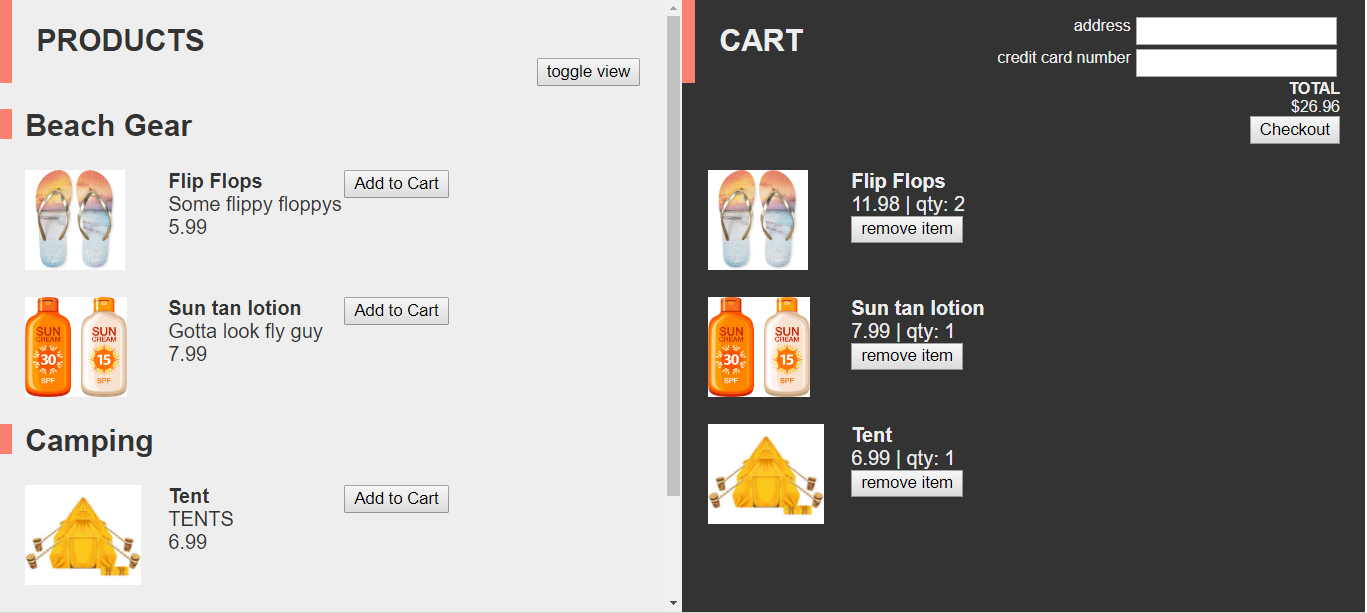 PRODUCTS
toggle view
Beach Gear
Flip Flops
Some flippy floppys
5.99
Add to Cart
SUN
CREAM
30
SPF
SUN
CREAM
15
SPF
Sun tan lotion
Gotta look fly guy
7.99
Add to Cart
Camping
Tent
TENTS
6.99
Add to Cart
CART
address
credit card number
TOTAL
$26.96
Checkout
Flip Flops
11.98 | qty: 2
remove item
SUN
CREAM
30
SPF
SUN
CREAM
15
SPF
Sun tan lotion
7.99 | qty: 1
remove item
Tent
6.99 | qty: 1
remove item